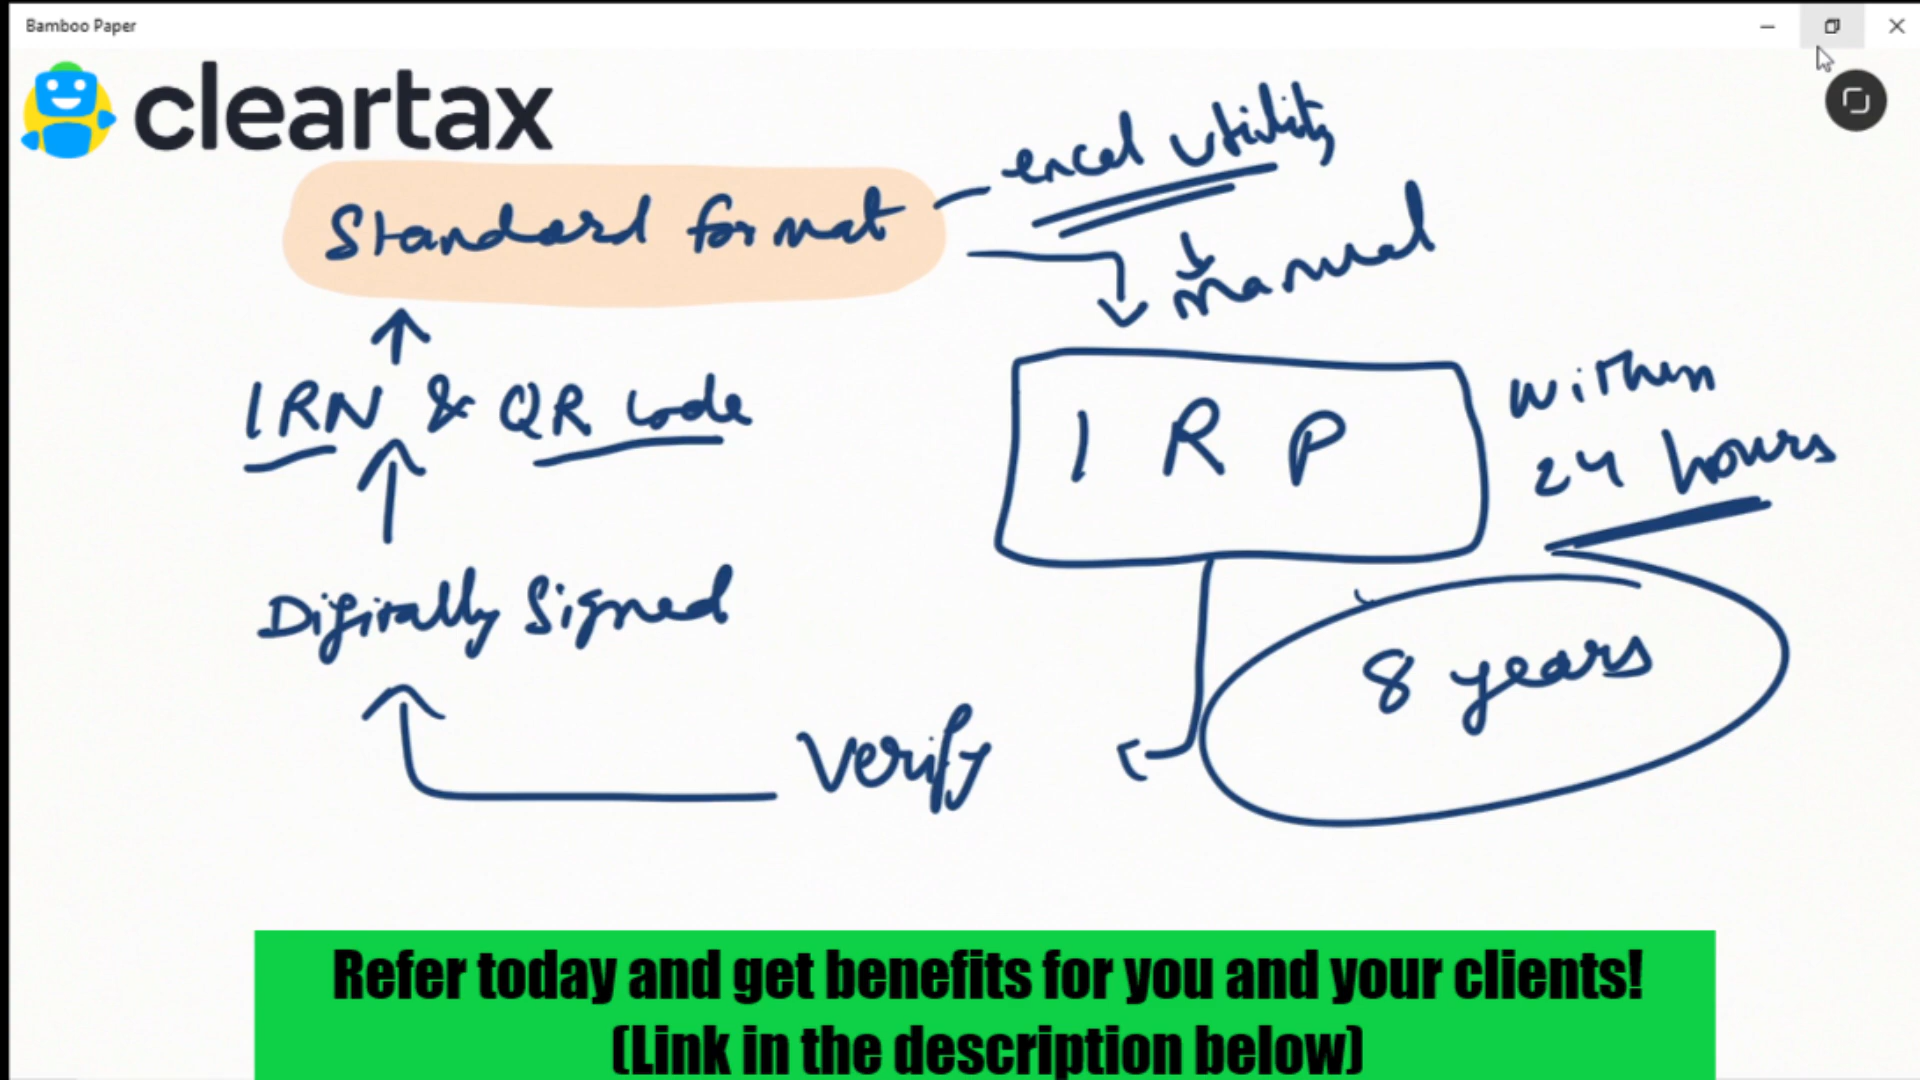 Bamboo Paper
cleartax
excel utility
Standard format
manual
IRN & QR code
IRP
within
24 hours
Digitally Signed
8 years
Verify
Refer today and get benefits for you and your clients!
(Link in the description below)